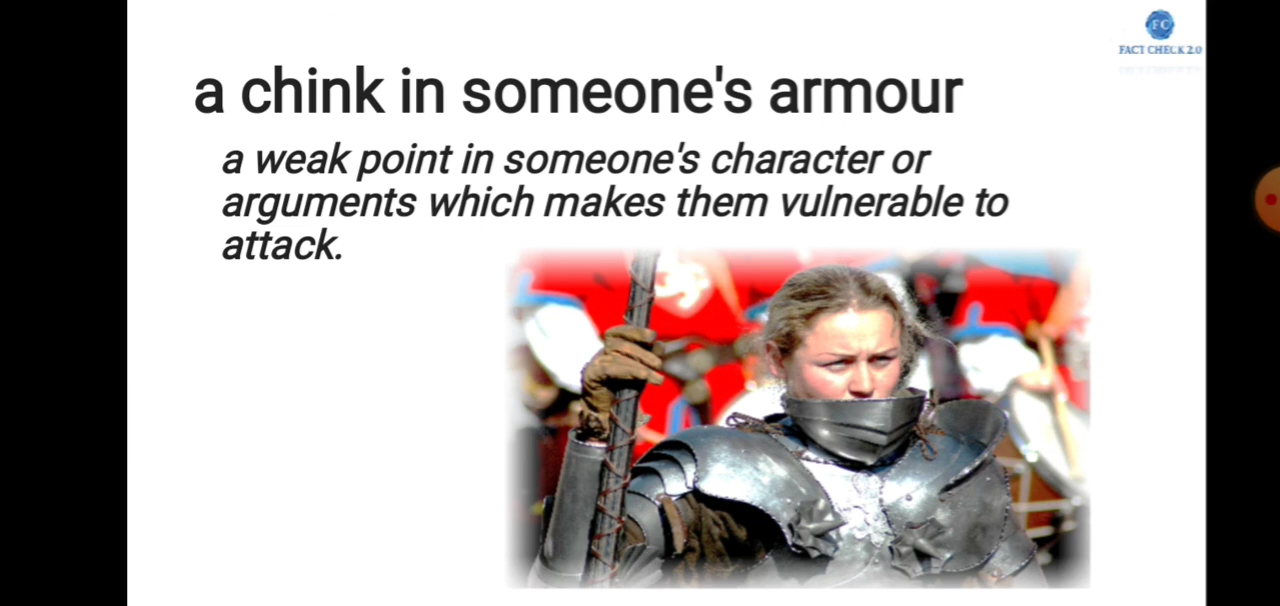 FC
FACT CHECK 2.0
a chink in someone's armour
a weak point in someone's character or
arguments which makes them vulnerable to
attack.